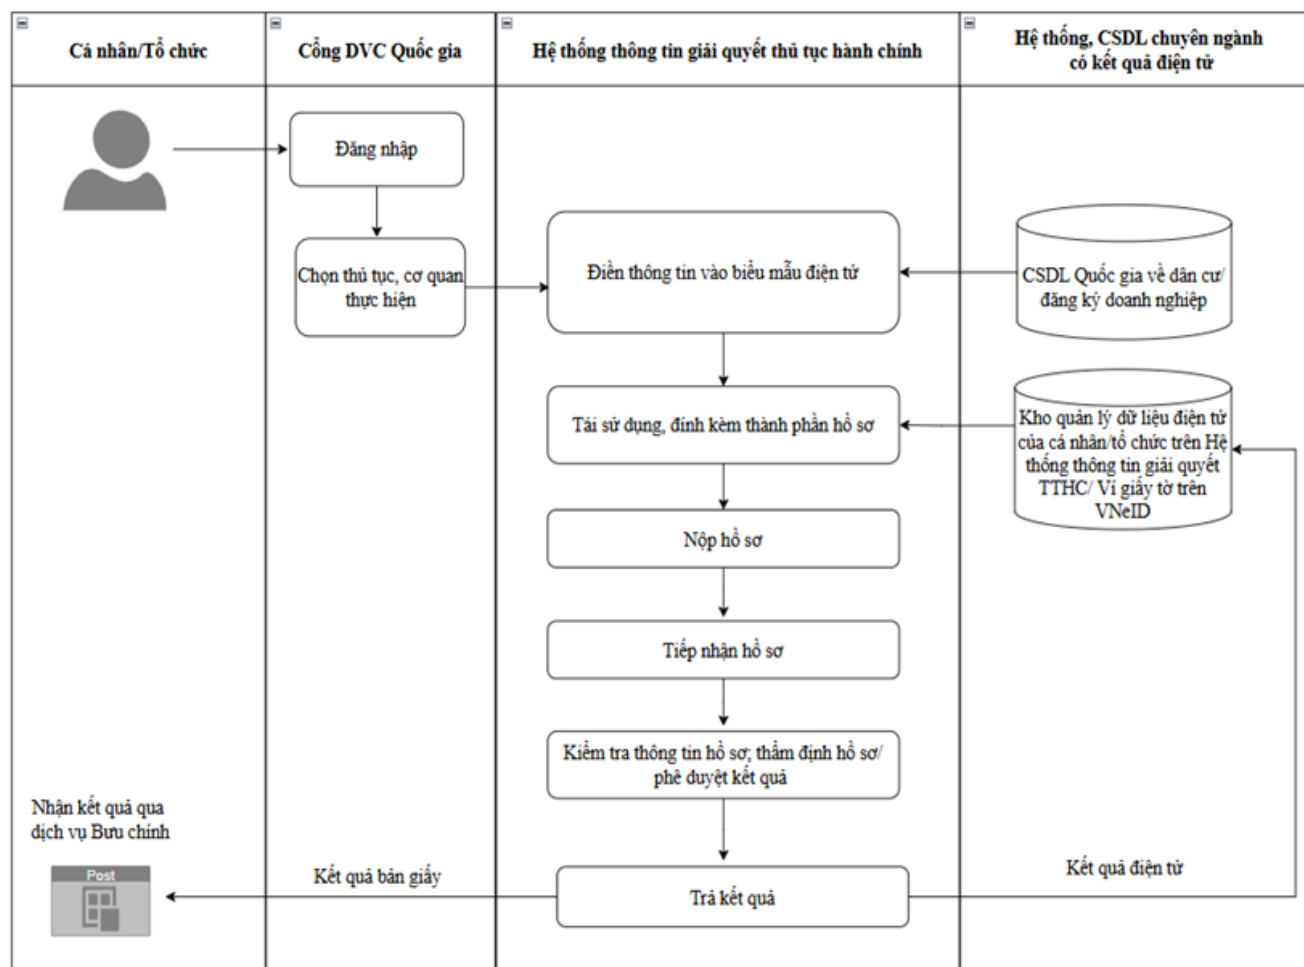 Cá nhân/Tổ chức
Cổng DVC Quốc gia
Hệ thống thông tin giải quyết thủ tục hành chính
Hệ thống, CSDL chuyên ngành
có kết quả điện tử
Đăng nhập
Chọn thủ tục, cơ quan
thực hiện
Điền thông tin vào biểu mẫu điện tử
CSDL Quốc gia về dân cư/
đăng ký doanh nghiệp
Tái sử dụng, đính kèm thành phần hồ sơ
Kho quản lý dữ liệu điện tử
của cá nhân/tổ chức trên Hệ
thống thông tin giải quyết
TTHC/ Ví giấy tờ trên
VNeID
Nộp hồ sơ
Tiếp nhận hồ sơ
Kiểm tra thông tin hồ sơ; thẩm định hồ sơ/
phê duyệt kết quả
Nhận kết quả qua
dịch vụ Bưu chính
Post
Kết quả bản giấy
Trả kết quả
Kết quả điện tử